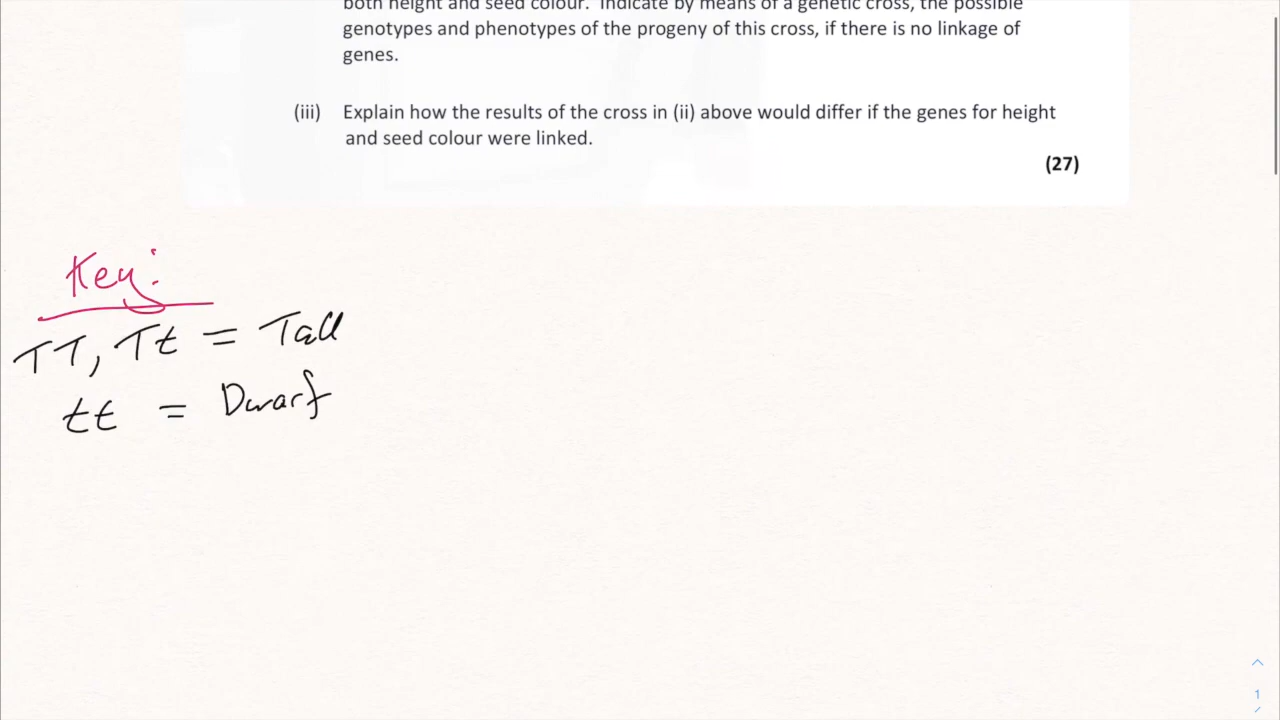 both height and seed colour. Indicate by means of a genetic cross, the possible
genotypes and phenotypes of the progeny of this cross, if there is no linkage of
genes.
(iii) Explain how the results of the cross in (ii) above would differ if the genes for height
and seed colour were linked.
(27)
Key:
TT, Tt = Tall
tt = Dwarf
1